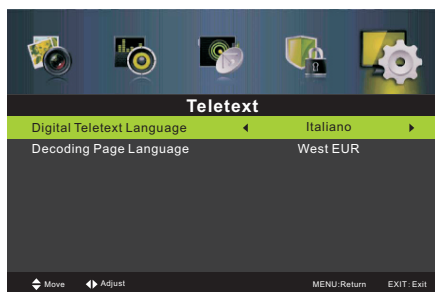 Teletext
Digital Teletext Language Italiano
Decoding Page Language West EUR
Move Adjust MENU:Return EXIT:Exit